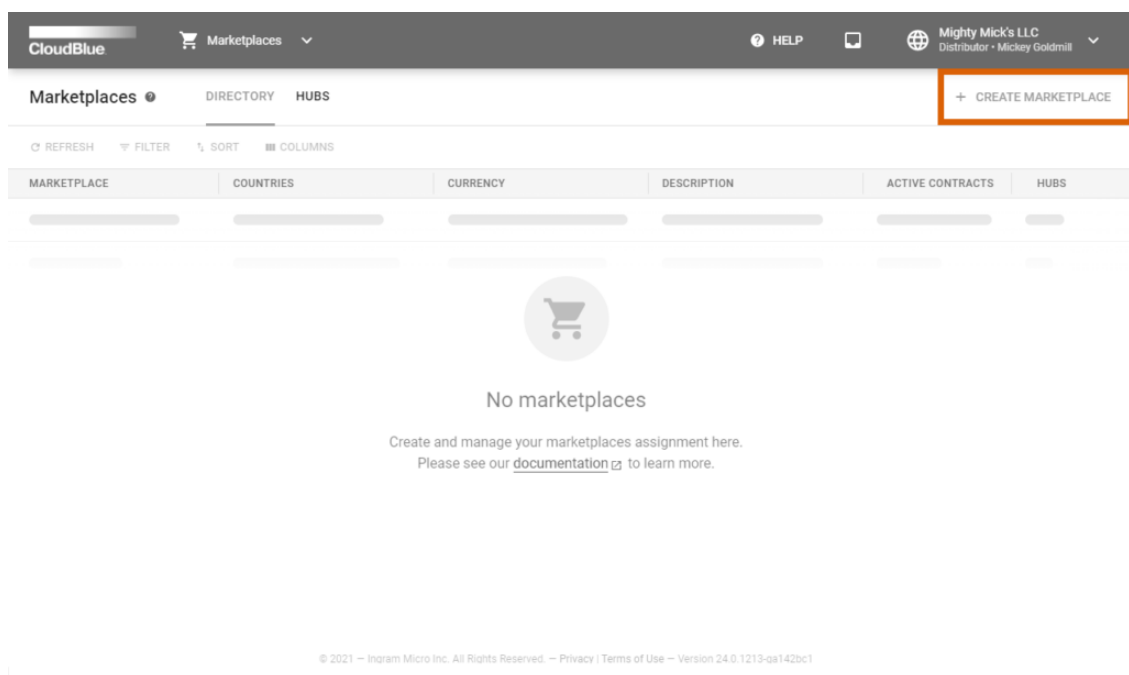 CloudBlue
Marketplaces
HELP
Mighty Mick's LLC
Distributor • Mickey Goldmill
Marketplaces
DIRECTORY
HUBS
+ CREATE MARKETPLACE
REFRESH
FILTER
SORT
COLUMNS
MARKETPLACE
COUNTRIES
CURRENCY
DESCRIPTION
ACTIVE CONTRACTS
HUBS
No marketplaces
Create and manage your marketplaces assignment here.
Please see our documentation to learn more.
© 2021 — Ingram Micro Inc. All Rights Reserved. — Privacy | Terms of Use — Version 24.0.1213-ga142bc1